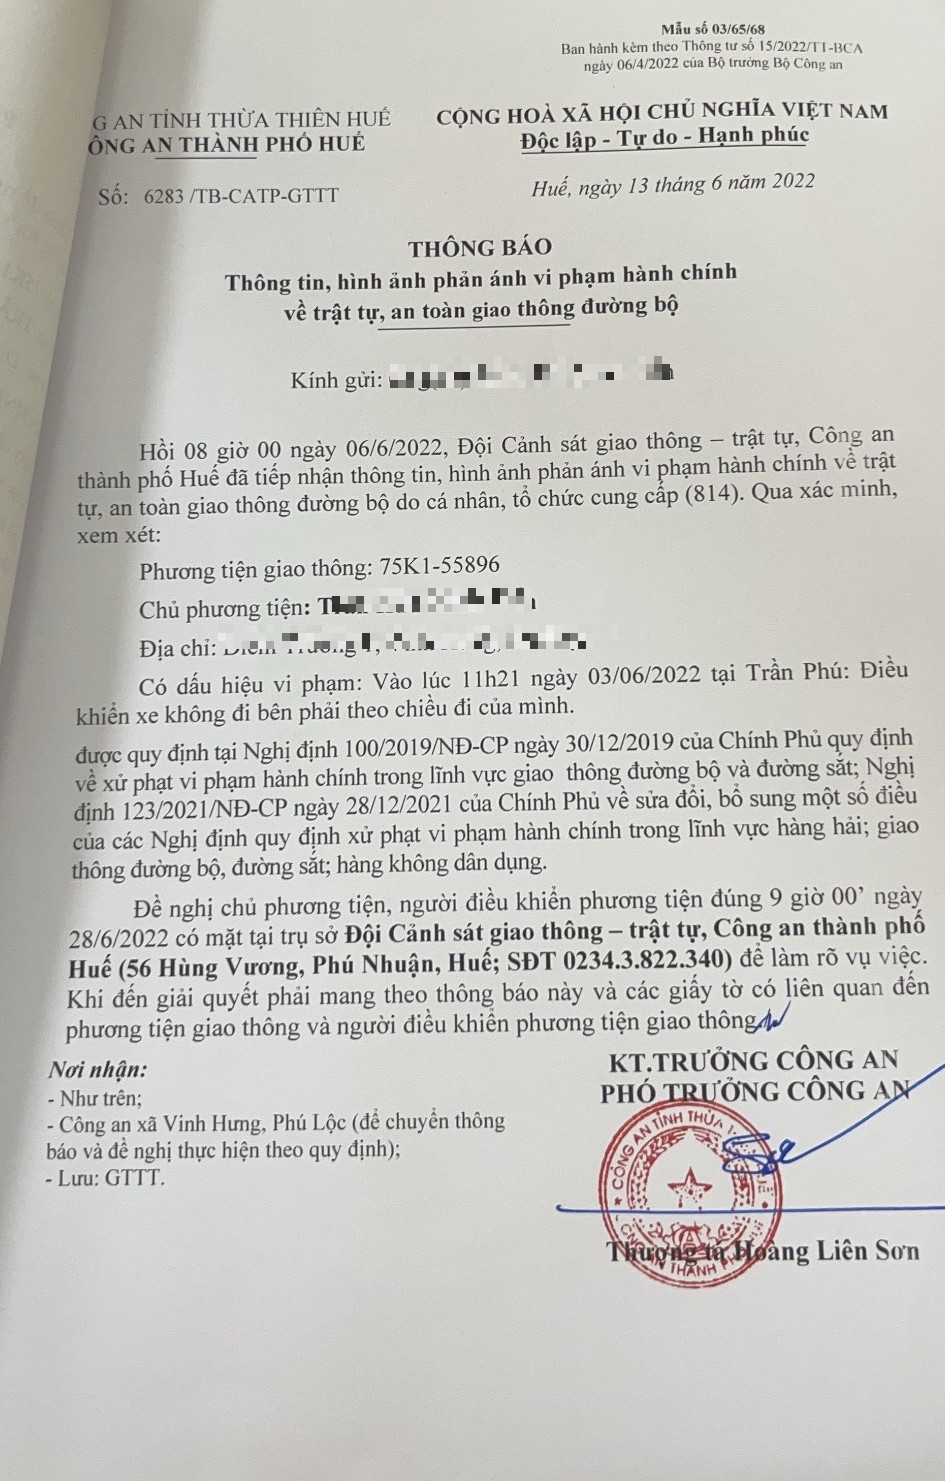 Mẫu số 03/65/68
Ban hành kèm theo Thông tư số 15/2022/TT-BCA
ngày 06/4/2022 của Bộ trưởng Bộ Công an
G AN TỈNH THỪA THIÊN HUẾ
ÔNG AN THÀNH PHỐ HUẾ
CỘNG HOÀ XÃ HỘI CHỦ NGHĨA VIỆT NAM
Độc lập - Tự do - Hạnh phúc
Số: 6283 /TB-CATP-GTTT
Huế, ngày 13 tháng 6 năm 2022
THÔNG BÁO
Thông tin, hình ảnh phản ánh vi phạm hành chính
về trật tự, an toàn giao thông đường bộ
Kính gửi:
Hồi 08 giờ 00 ngày 06/6/2022, Đội Cảnh sát giao thông – trật tự, Công an
thành phố Huế đã tiếp nhận thông tin, hình ảnh phản ánh vi phạm hành chính về trật
tự, an toàn giao thông đường bộ do cá nhân, tổ chức cung cấp (814). Qua xác minh,
xem xét:
Phương tiện giao thông: 75K1-55896
Chủ phương tiện:
Địa chỉ:
Có dấu hiệu vi phạm: Vào lúc 11h21 ngày 03/06/2022 tại Trần Phú: Điều
khiển xe không đi bên phải theo chiều đi của mình.
được quy định tại Nghị định 100/2019/NĐ-CP ngày 30/12/2019 của Chính Phủ quy định
về xử phạt vi phạm hành chính trong lĩnh vực giao thông đường bộ và đường sắt; Nghị
định 123/2021/NĐ-CP ngày 28/12/2021 của Chính Phủ về sửa đổi, bổ sung một số điều
của các Nghị định quy định xử phạt vi phạm hành chính trong lĩnh vực hàng hải; giao
thông đường bộ, đường sắt; hàng không dân dụng.
Đề nghị chủ phương tiện, người điều khiển phương tiện đúng 9 giờ 00’ ngày
28/6/2022 có mặt tại trụ sở Đội Cảnh sát giao thông – trật tự, Công an thành phố
Huế (56 Hùng Vương, Phú Nhuận, Huế; SĐT 0234.3.822.340) để làm rõ vụ việc.
Khi đến giải quyết phải mang theo thông báo này và các giấy tờ có liên quan đến
phương tiện giao thông và người điều khiển phương tiện giao thông
Nơi nhận:
- Như trên;
- Công an xã Vinh Hưng, Phú Lộc (để chuyển thông
báo và đề nghị thực hiện theo quy định);
- Lưu: GTTT.
KT.TRƯỞNG CÔNG AN
PHÓ TRƯỞNG CÔNG AN
CÔNG AN TỈNH THỪA
CÔNG AN THÀNH PHỐ
Thượng tá Hoàng Liên Sơn